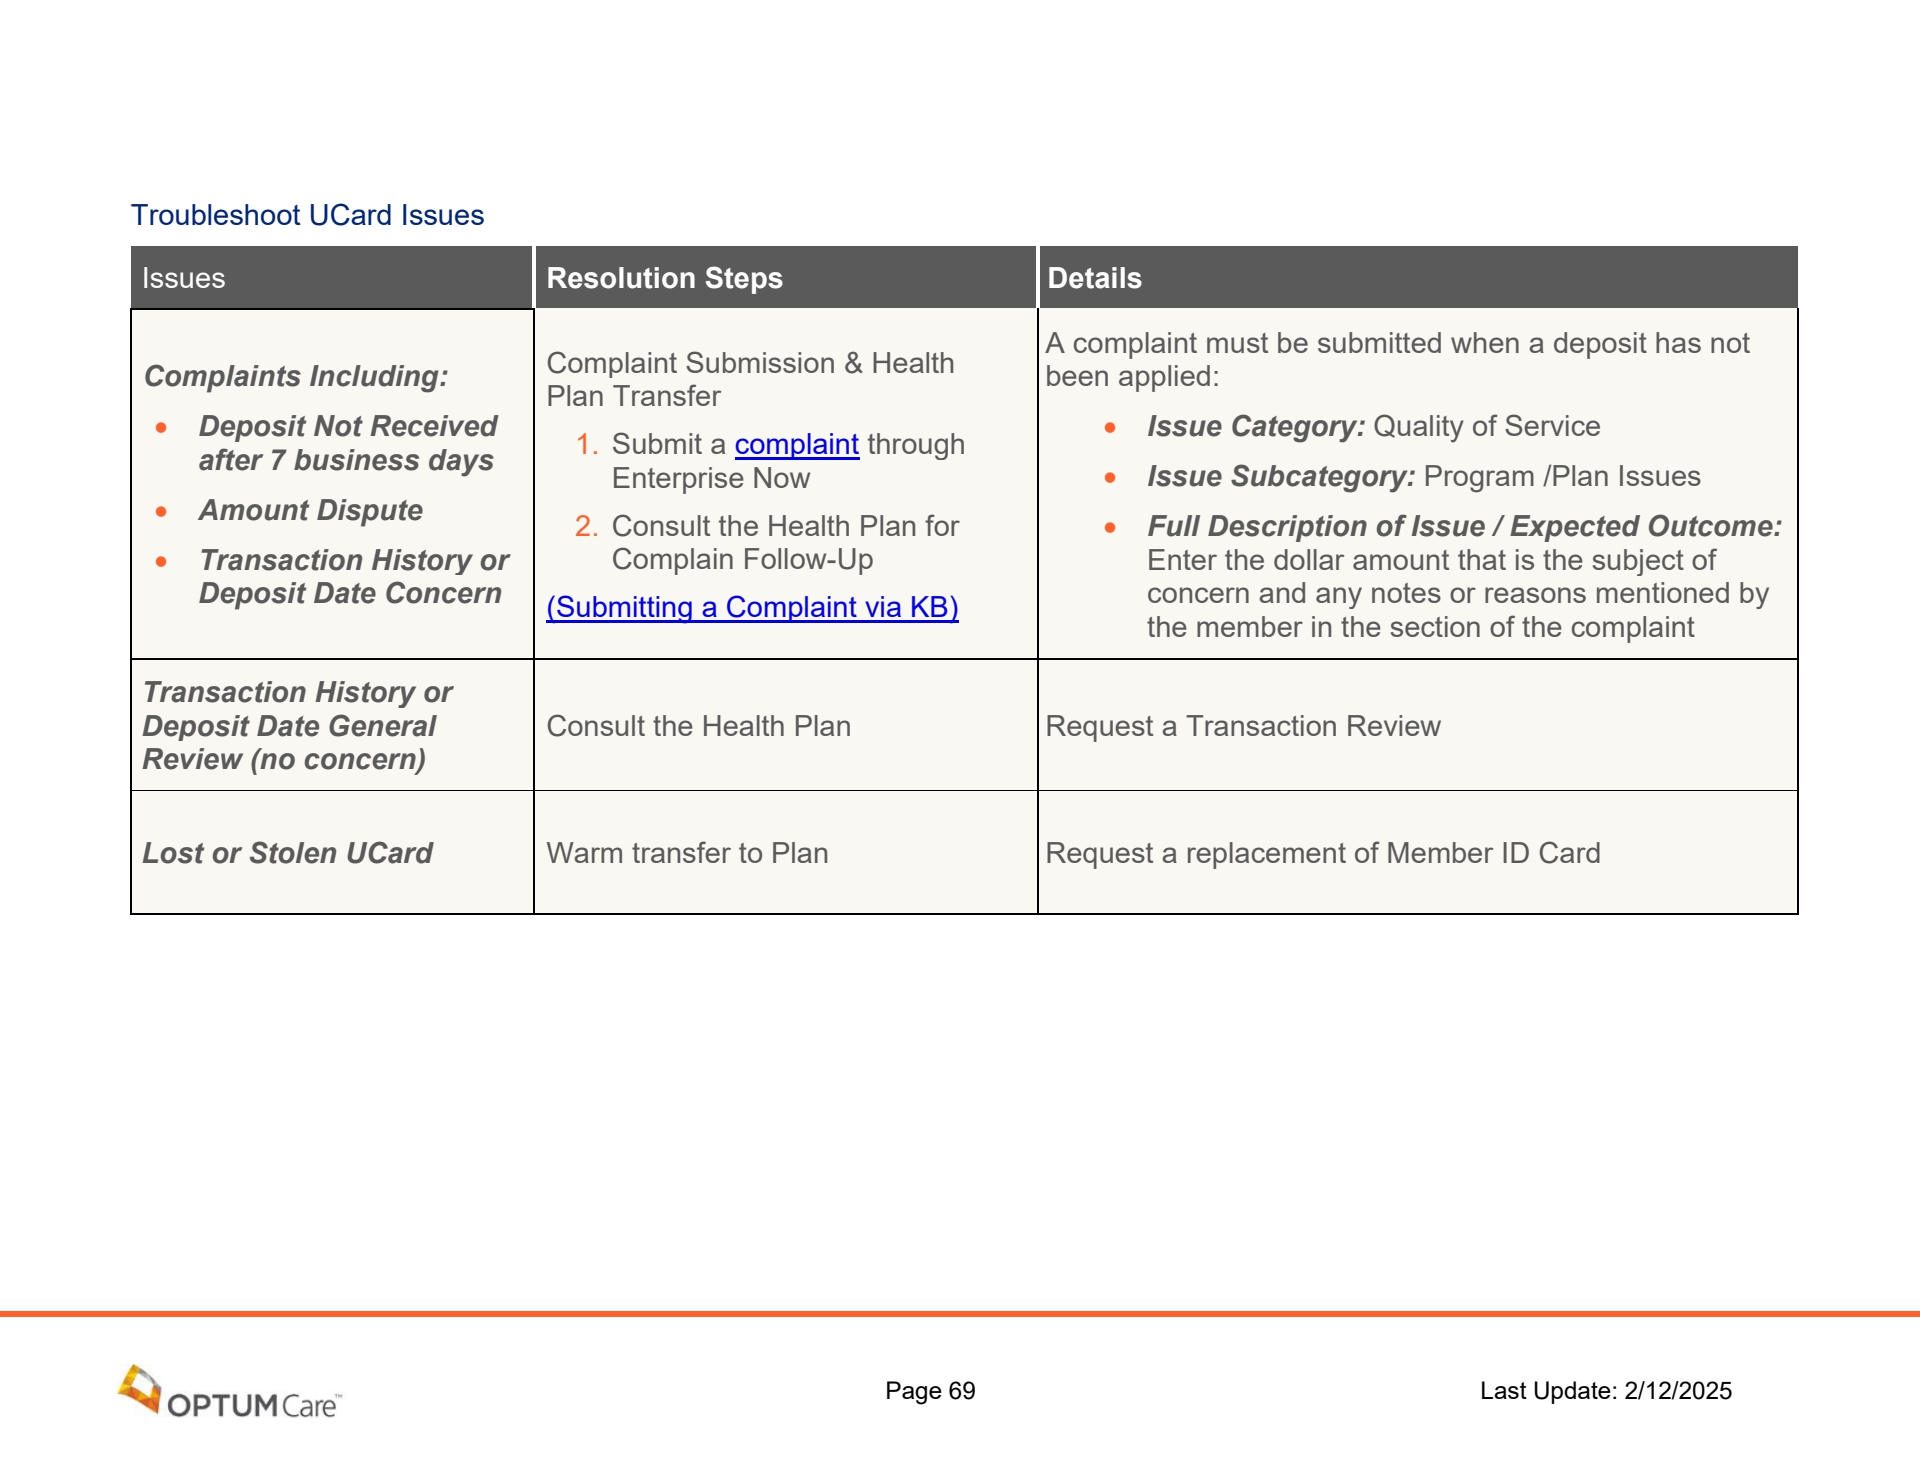 Troubleshoot UCard Issues
Issues
Resolution Steps
Details
Complaints Including:
• Deposit Not Received
after 7 business days
• Amount Dispute
• Transaction History or
Deposit Date Concern
Complaint Submission & Health
Plan Transfer
1. Submit a complaint through
Enterprise Now
2. Consult the Health Plan for
Complain Follow-Up
(Submitting a Complaint via KB)
A complaint must be submitted when a deposit has not
been applied:
• Issue Category: Quality of Service
• Issue Subcategory: Program /Plan Issues
• Full Description of Issue / Expected Outcome:
Enter the dollar amount that is the subject of
concern and any notes or reasons mentioned by
the member in the section of the complaint
Transaction History or
Deposit Date General
Review (no concern)
Consult the Health Plan
Request a Transaction Review
Lost or Stolen UCard
Warm transfer to Plan
Request a replacement of Member ID Card
OPTUMCare™
Page 69
Last Update: 2/12/2025